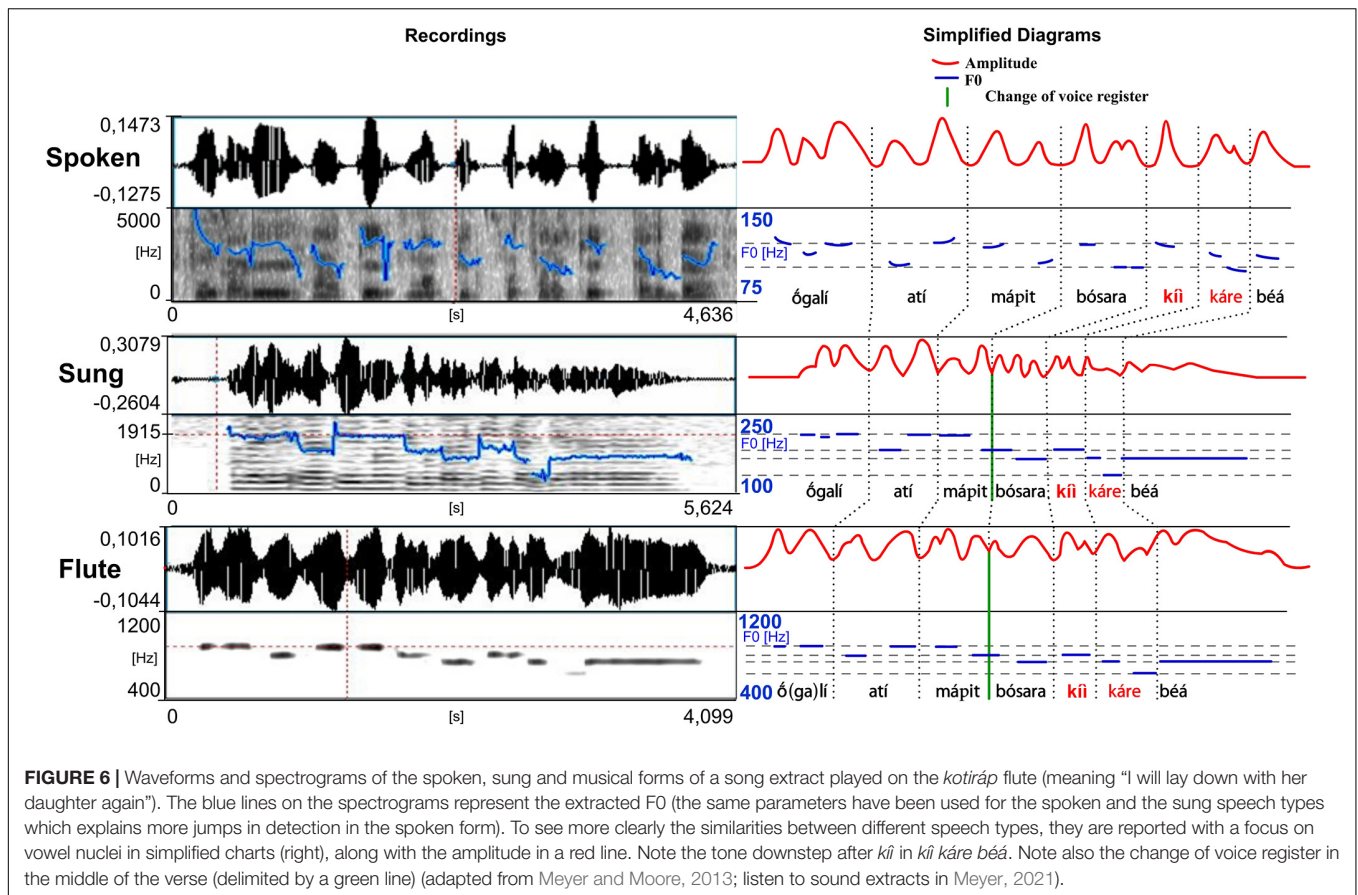 Recordings
Simplified Diagrams
Amplitude
F0
Change of voice register
Spoken
0,1473
-0,1275
5000
[Hz]
0
0
[s]
4,636
150
F0 [Hz]
75
ṓgalí atí mápit bósara kíì káre béá
Sung
0,3079
-0,2604
1915
[Hz]
0
0
[s]
5,624
250
F0 [Hz]
100
ṓgalí atí mápit bósara kíì káre béá
Flute
0,1016
-0,1044
1200
[Hz]
400
0
[s]
4,099
1200
F0 [Hz]
400
ṓ(ga)lí atí mápit bósara kíì káre béá
FIGURE 6 | Waveforms and spectrograms of the spoken, sung and musical forms of a song extract played on the kotiráp flute (meaning “I will lay down with her
daughter again”). The blue lines on the spectrograms represent the extracted F0 (the same parameters have been used for the spoken and the sung speech types
which explains more jumps in detection in the spoken form). To see more clearly the similarities between different speech types, they are reported with a focus on
vowel nuclei in simplified charts (right), along with the amplitude in a red line. Note the tone downstep after kíì in kíì káre béá. Note also the change of voice register in
the middle of the verse (delimited by a green line) (adapted from Meyer and Moore, 2013; listen to sound extracts in Meyer, 2021).